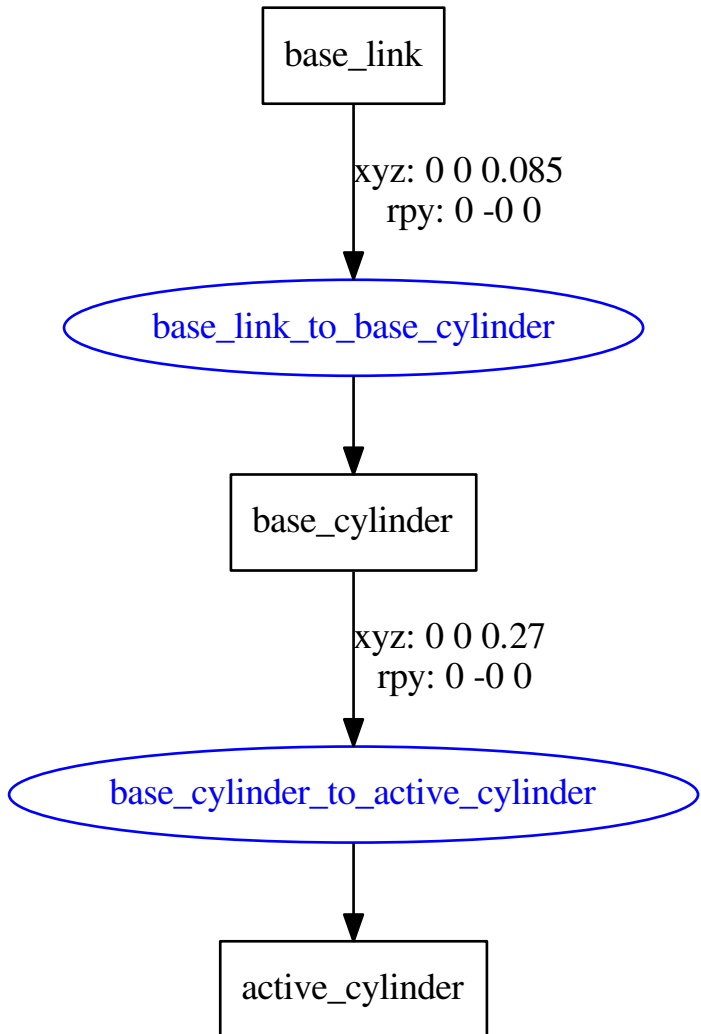 base_link
xyz: 0 0 0.085
rpy: 0 -0 0
base_link_to_base_cylinder
base_cylinder
xyz: 0 0 0.27
rpy: 0 -0 0
base_cylinder_to_active_cylinder
active_cylinder